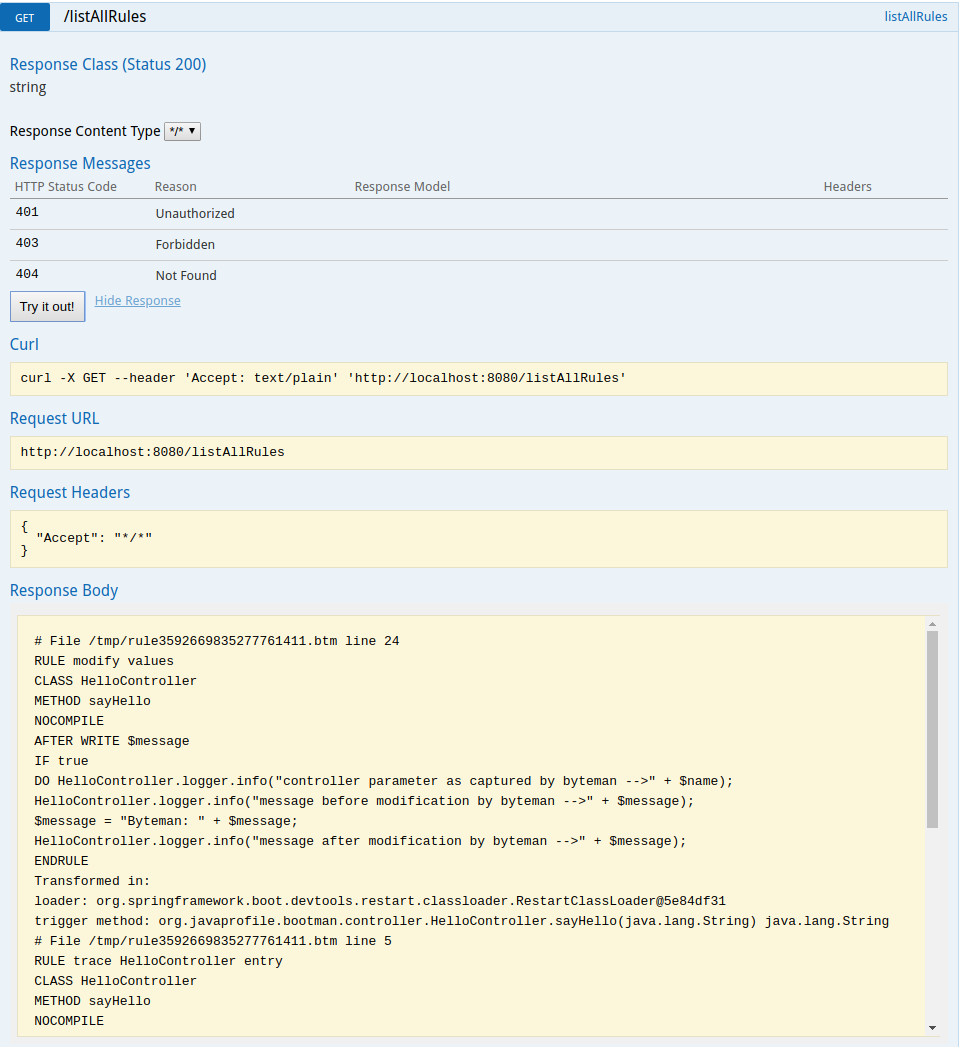 GET /listAllRules listAllRules
Response Class (Status 200)
string
Response Content Type */* ▼
Response Messages
HTTP Status Code Reason Response Model Headers
401 Unauthorized
403 Forbidden
404 Not Found
Try it out! Hide Response
Curl
curl -X GET --header 'Accept: text/plain' 'http://localhost:8080/listAllRules'
Request URL
http://localhost:8080/listAllRules
Request Headers
{
  "Accept": "*/*"
}
Response Body
# File /tmp/rule3592669835277761411.btm line 24
RULE modify values
CLASS HelloController
METHOD sayHello
NOCOMPILE
AFTER WRITE $message
IF true
DO HelloController.logger.info("controller parameter as captured by byteman -->" + $name);
HelloController.logger.info("message before modification by byteman -->" + $message);
$message = "Byteman: " + $message;
HelloController.logger.info("message after modification by byteman -->" + $message);
ENDRULE
Transformed in:
loader: org.springframework.boot.devtools.restart.classloader.RestartClassLoader@5e84df31
trigger method: org.javaprofile.bootman.controller.HelloController.sayHello(java.lang.String) java.lang.String
# File /tmp/rule3592669835277761411.btm line 5
RULE trace HelloController entry
CLASS HelloController
METHOD sayHello
NOCOMPILE